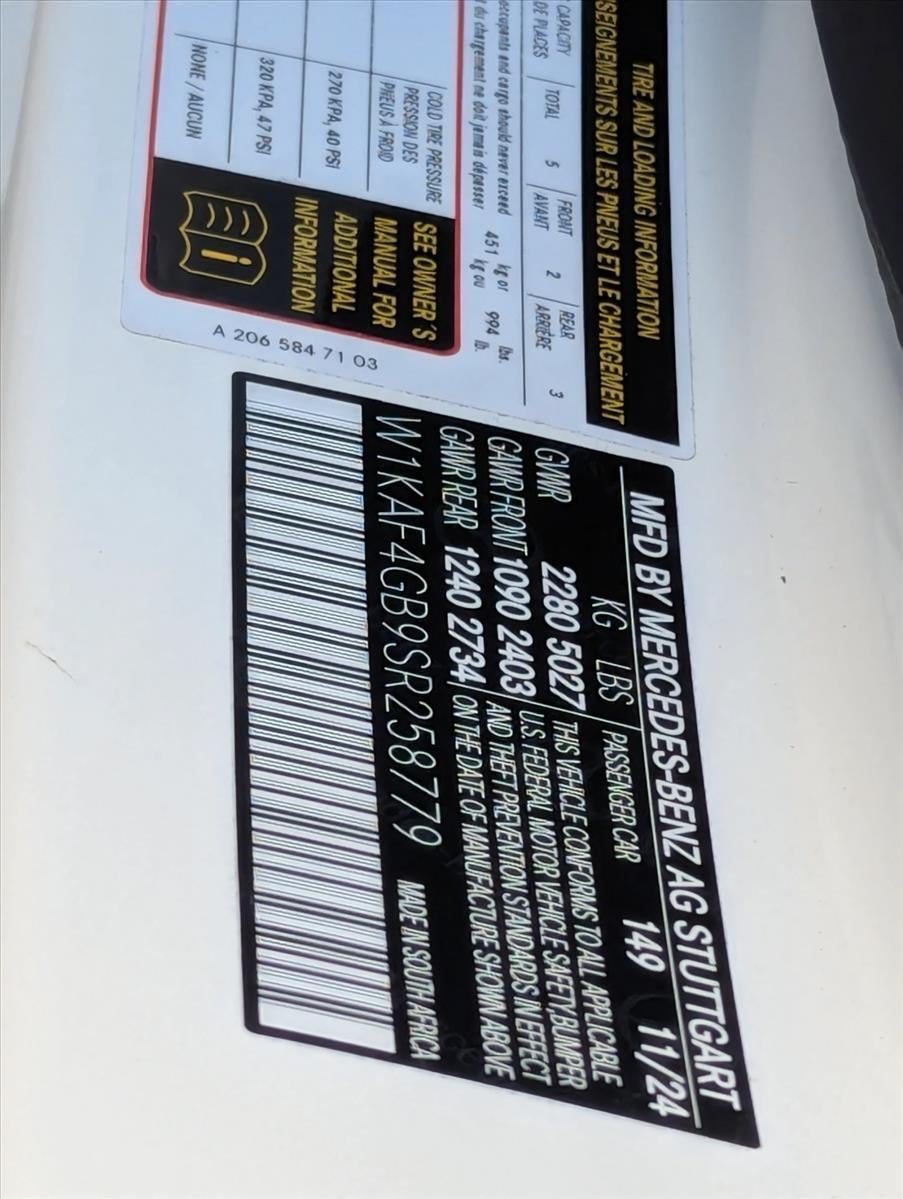 TIRE AND LOADING INFORMATION
SEIGNEMENTS SUR LES PNEUS ET LE CHARGEMENT
CAPACITY
DE PLACES
TOTAL 5
FRONT
AVANT 2
REAR
ARRIÈRE 3
occupants and cargo should never exceed 451 kg or 994 lbs.
du chargement ne doit jamais dépasser kg ou lb.
COLD TIRE PRESSURE
PRESSION DES
PNEUS À FROID
270 KPA, 40 PSI
320 KPA, 47 PSI
NONE / AUCUN
SEE OWNER'S
MANUAL FOR
ADDITIONAL
INFORMATION
A 206 584 71 03
MFD BY MERCEDES-BENZ AG STUTTGART
KG LBS PASSENGER CAR 149 11/24
GVWR 2280 5027
GAWR FRONT 1090 2403
GAWR REAR 1240 2734
THIS VEHICLE CONFORMS TO ALL APPLICABLE
U.S. FEDERAL MOTOR VEHICLE SAFETY, BUMPER
AND THEFT PREVENTION STANDARDS IN EFFECT
ON THE DATE OF MANUFACTURE SHOWN ABOVE
W1KAF4GB9SR258779 MADE IN SOUTH AFRICA